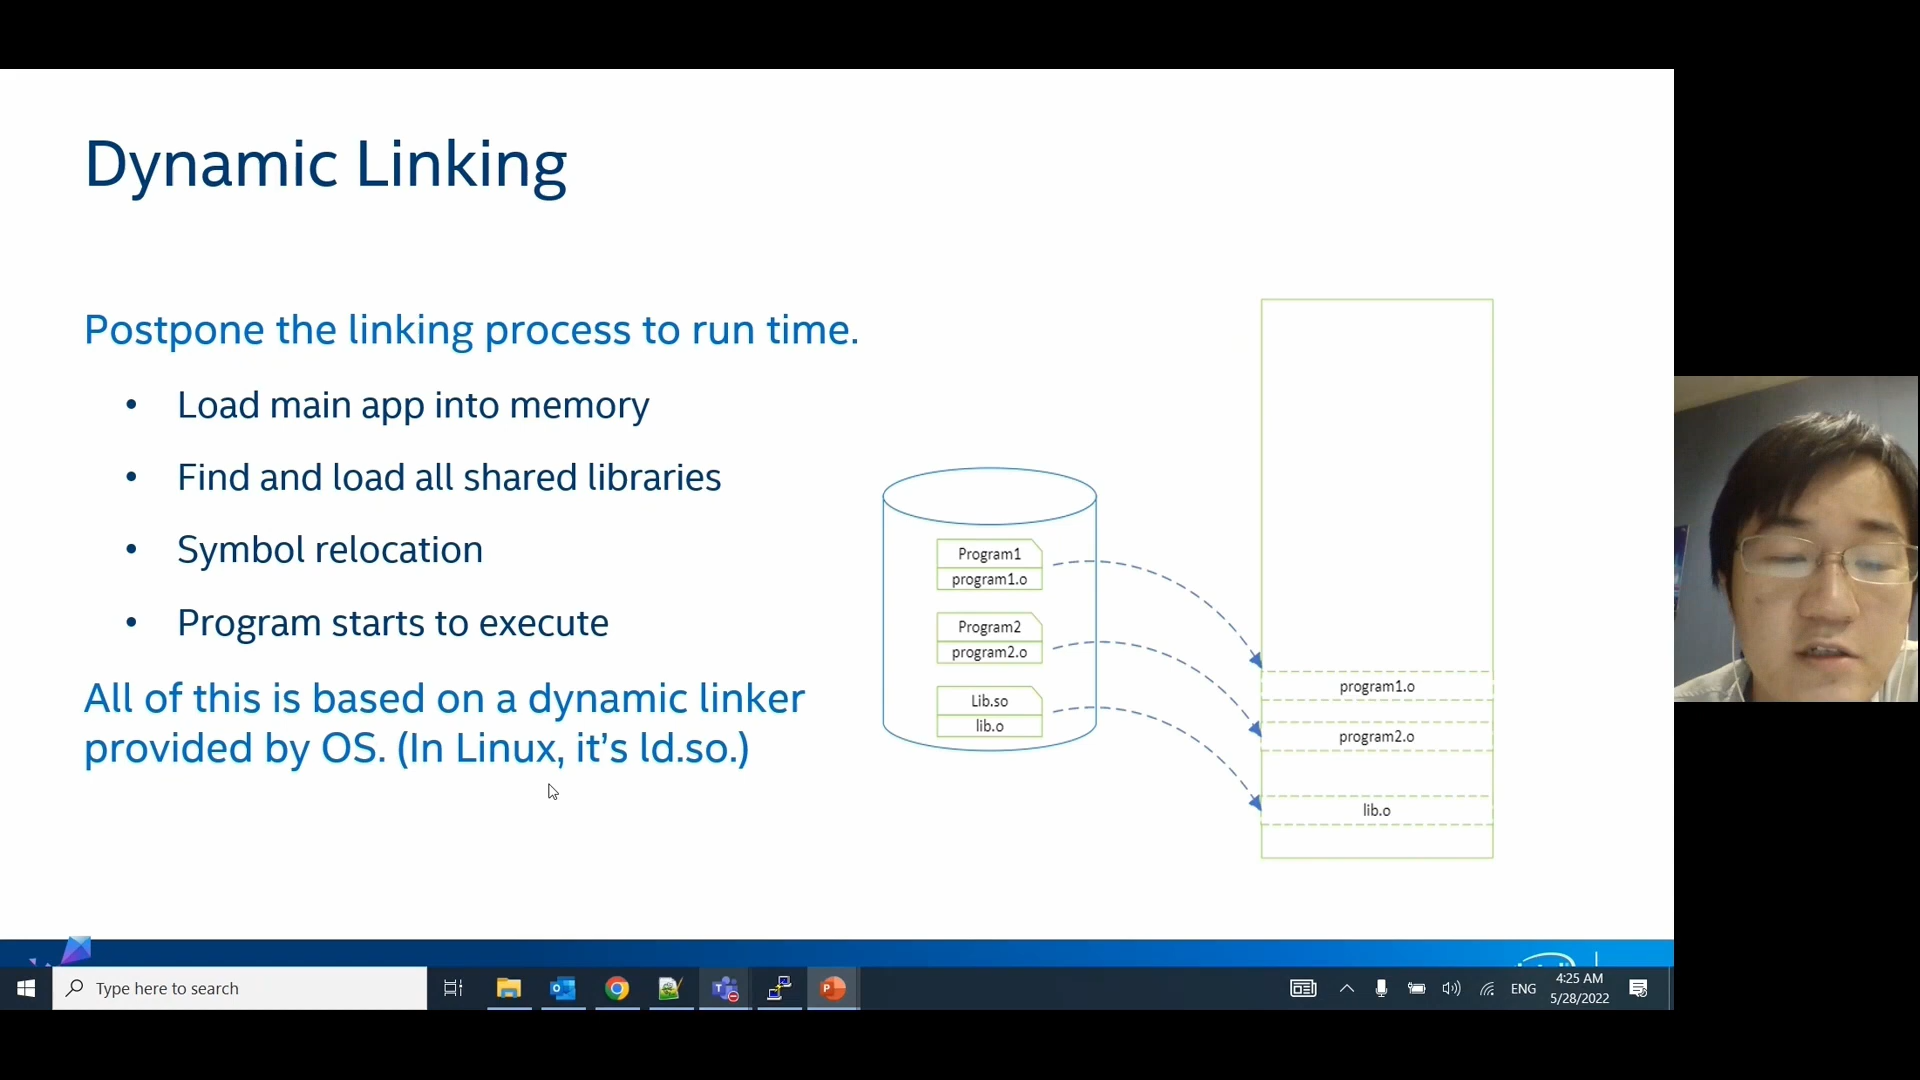 Dynamic Linking
Postpone the linking process to run time.
• Load main app into memory
• Find and load all shared libraries
• Symbol relocation
• Program starts to execute
All of this is based on a dynamic linker
provided by OS. (In Linux, it's ld.so.)
Program1
program1.o
Program2
program2.o
Lib.so
lib.o
program1.o
program2.o
lib.o
Type here to search
ENG
4:25 AM
5/28/2022